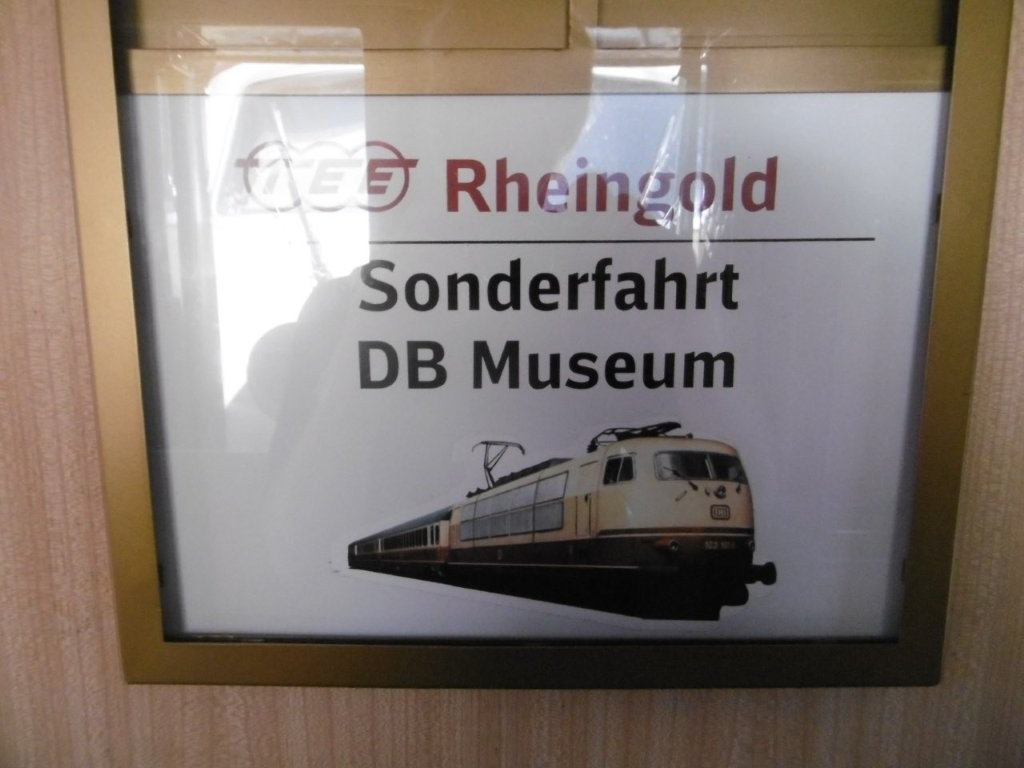 TEE Rheingold
Sonderfahrt
DB Museum